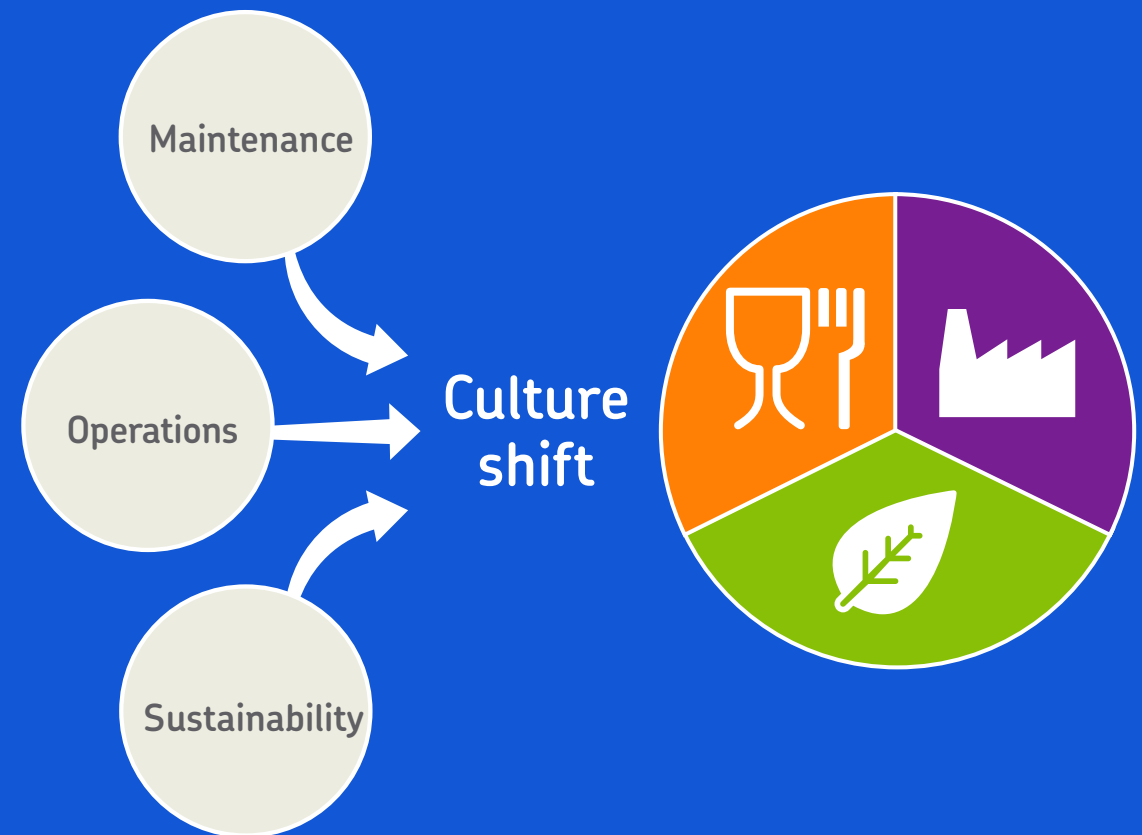 Maintenance
Operations
Culture
shift
Sustainability